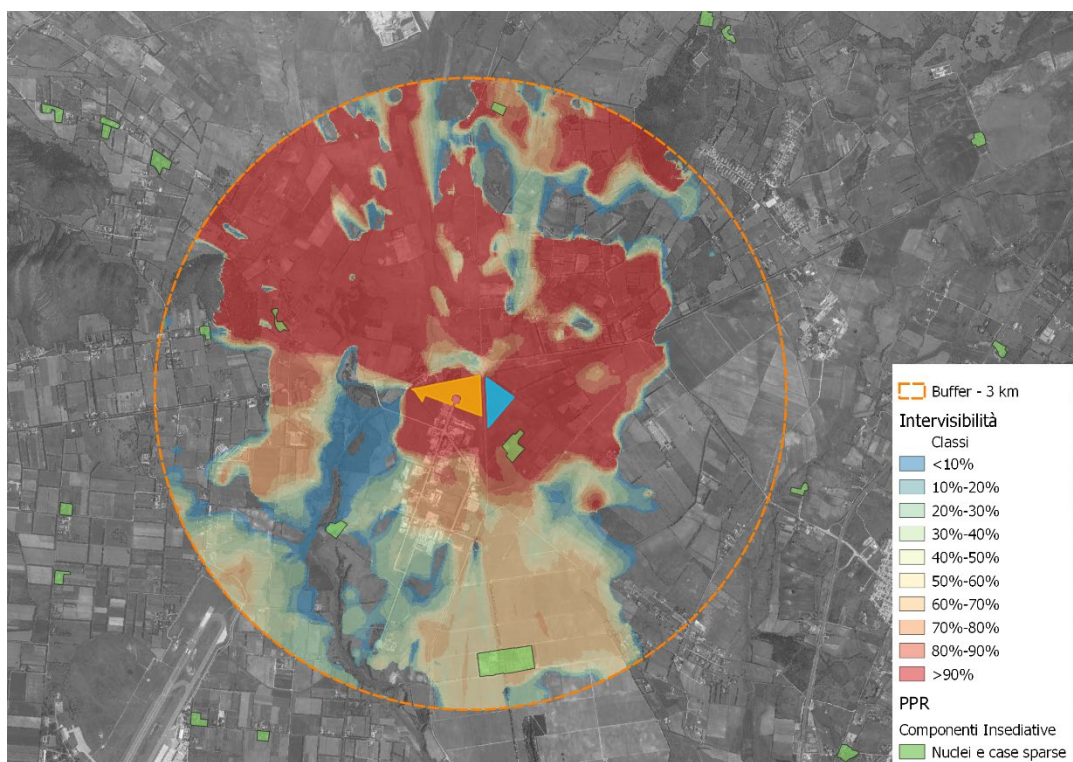 Buffer - 3 km
Intervisibilità
Classi
<10%
10%-20%
20%-30%
30%-40%
40%-50%
50%-60%
60%-70%
70%-80%
80%-90%
>90%
PPR
Componenti Insediative
Nuclei e case sparse